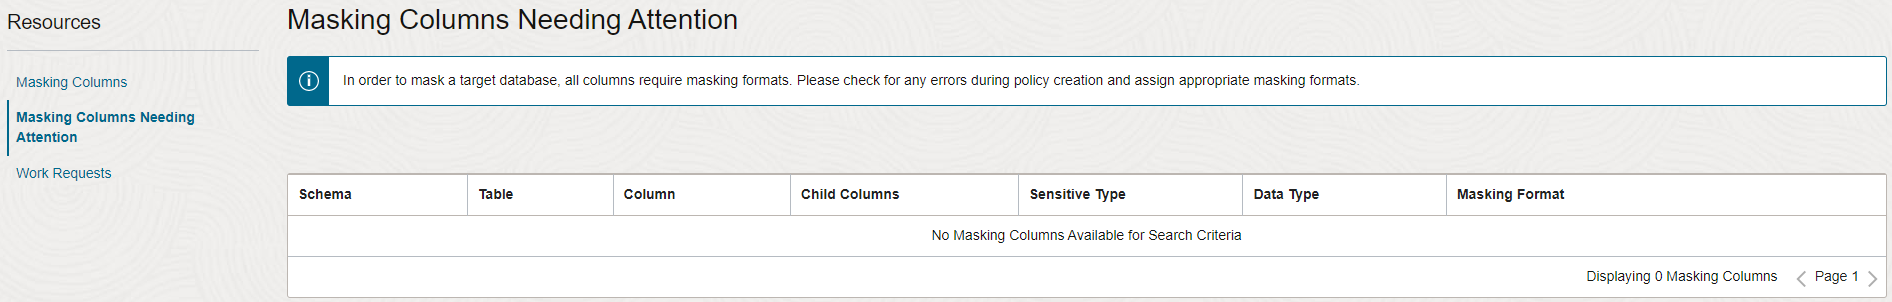 Resources
Masking Columns
Masking Columns Needing
Attention
Work Requests
Masking Columns Needing Attention
In order to mask a target database, all columns require masking formats. Please check for any errors during policy creation and assign appropriate masking formats.
Schema Table Column Child Columns Sensitive Type Data Type Masking Format
No Masking Columns Available for Search Criteria
Displaying 0 Masking Columns Page 1